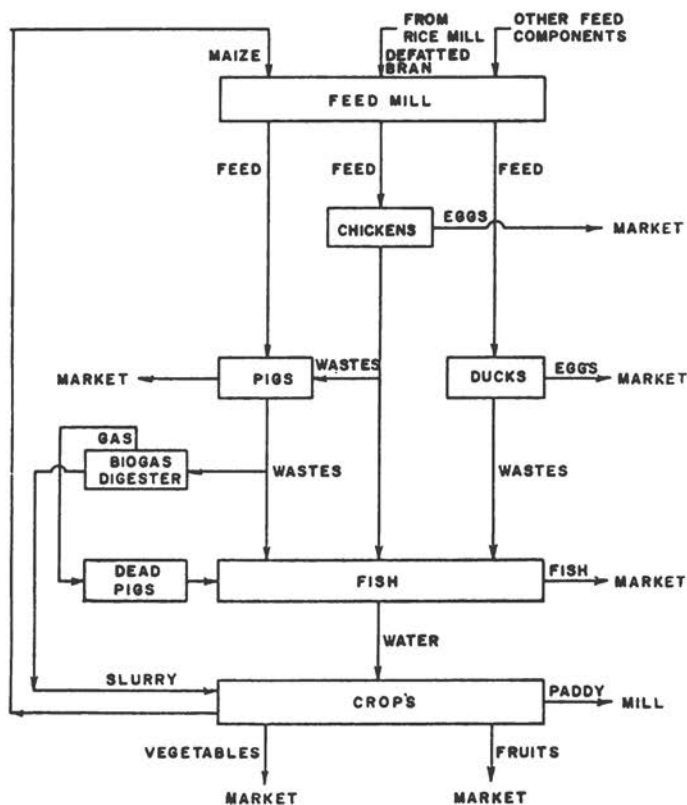 FROM
RICE MILL
OTHER FEED
COMPONENTS
MAIZE
DEFATTED
BRAN
FEED MILL
FEED
FEED
FEED
CHICKENS
EGGS
MARKET
MARKET
PIGS
WASTES
DUCKS
EGG'S
MARKET
GAS
BIOGAS
DIGESTER
WASTES
WASTES
DEAD
PIGS
FISH
FISH
MARKET
WATER
SLURRY
CROP'S
PADDY
MILL
VEGETABLES
FRUITS
MARKET
MARKET